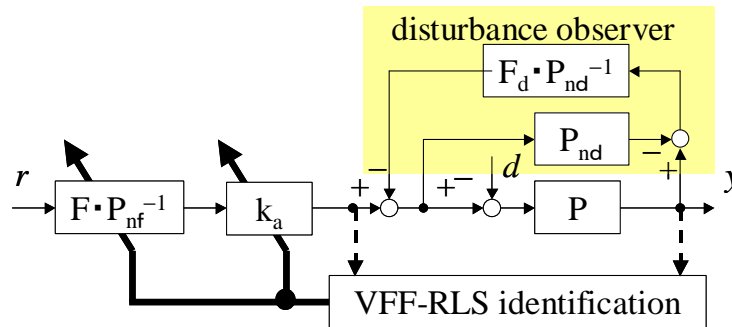 disturbance observer
F_d・P_nd^-1
P_nd
−
+
+ −
+ −
d
r
F・P_nf^-1
k_a
P
y
VFF-RLS identification